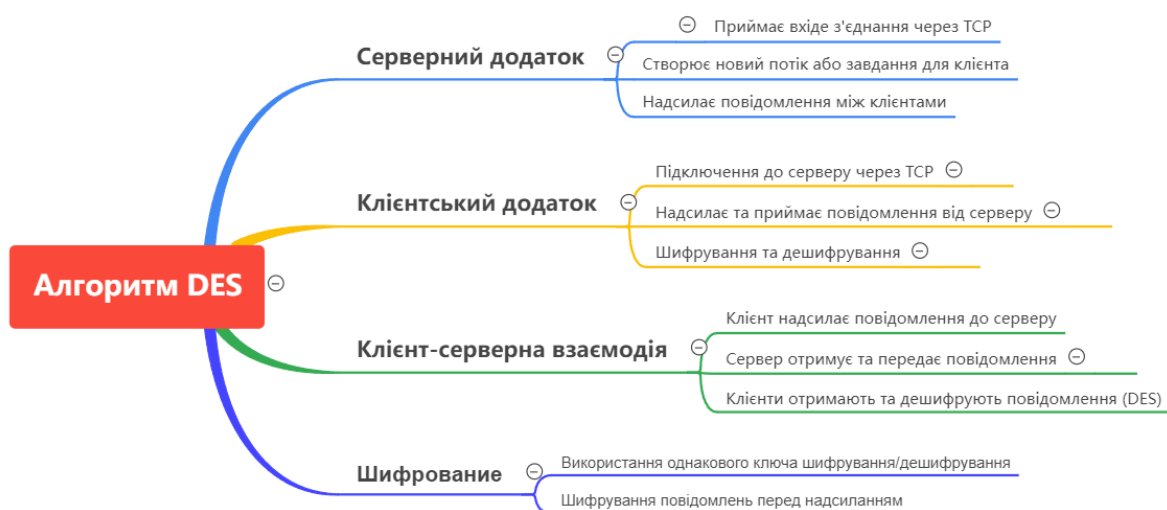 Алгоритм DES
Серверний додаток
Приймає вхіде з'єднання через TCP
Створює новий потік або завдання для клієнта
Надсилає повідомлення між клієнтами
Клієнтський додаток
Підключення до серверу через TCP
Надсилає та приймає повідомлення від серверу
Шифрування та дешифрування
Клієнт-серверна взаємодія
Клієнт надсилає повідомлення до серверу
Сервер отримує та передає повідомлення
Клієнти отримають та дешифрують повідомлення (DES)
Шифрование
Використання однакового ключа шифрування/дешифрування
Шифрування повідомлень перед надсиланням